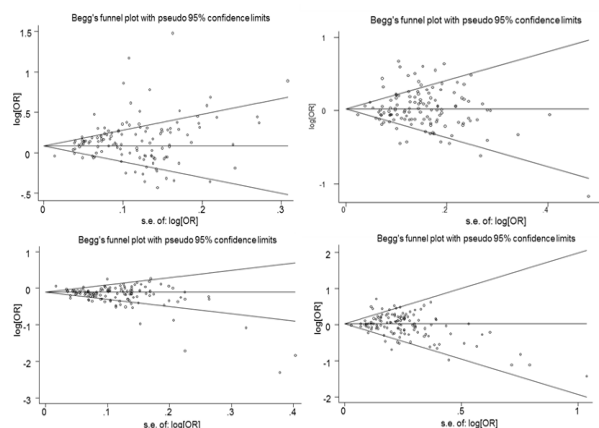 Begg's funnel plot with pseudo 95% confidence limits
1.5
1
.5
0
-.5
log[OR]
0
.1
.2
.3
s.e. of: log[OR]
Begg's funnel plot with pseudo 95% confidence limits
1
0
-1
log[OR]
0
.2
.4
s.e. of: log[OR]
Begg's funnel plot with pseudo 95% confidence limits
1
0
-1
-2
-3
log[OR]
0
.1
.2
.3
.4
s.e. of: log[OR]
Begg's funnel plot with pseudo 95% confidence limits
2
1
0
-1
-2
log[OR]
0
.5
1
s.e. of: log[OR]